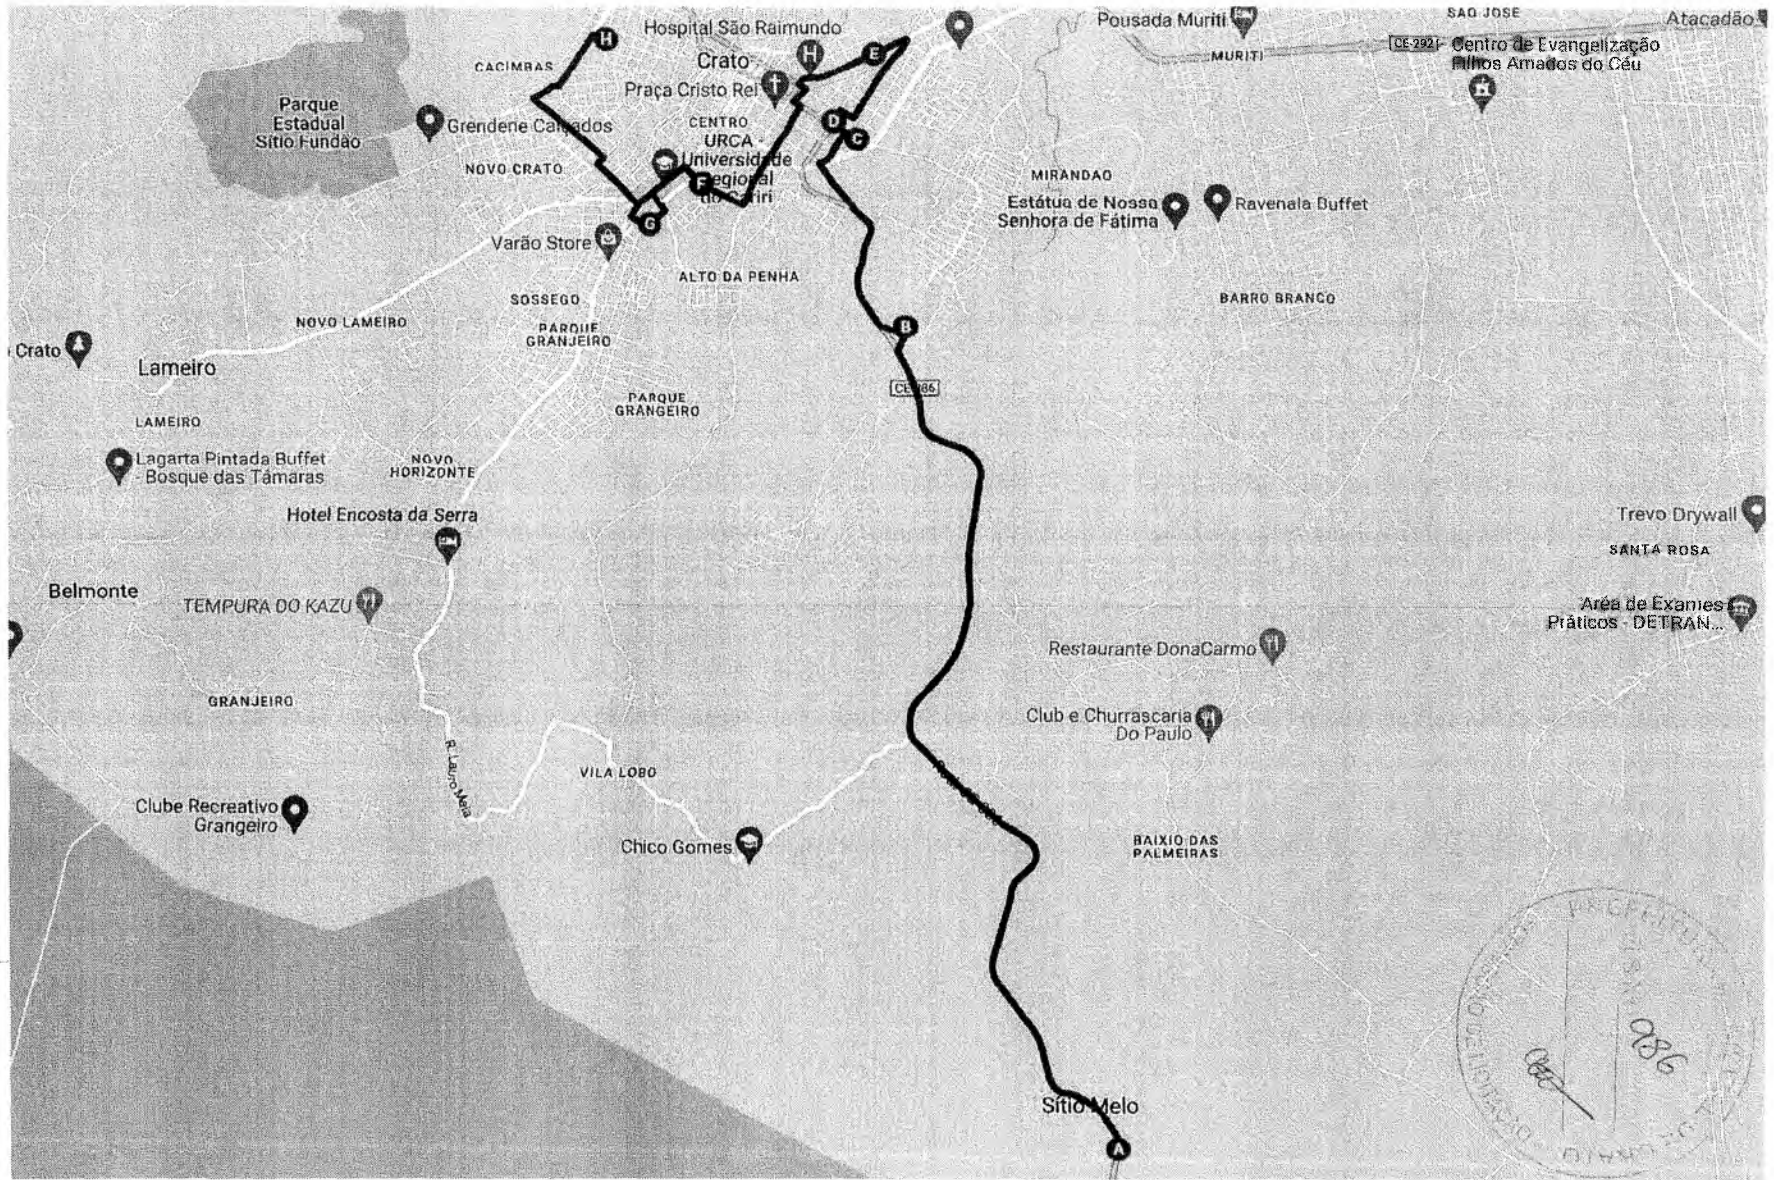 Hospital São Raimundo
Pousada Muriti
SAO JOSE
Atacadão
H
H
E
CE-292
Centro de Evangelização
Filhos Amados do Céu
MURITI
CACIMBAS
Crato
Praça Cristo Rei
Parque
Estadual
Sítio Fundão
Grendene Calçados
CENTRO
D
C
URCA -
Universidade
Regional
do Cariri
NOVO CRATO
F
MIRANDAO
Estátua de Nossa
Senhora de Fátima
Ravenala Buffet
G
Varão Store
ALTO DA PENHA
SOSSEGO
BARRO BRANCO
NOVO LAMEIRO
PARQUE
GRANJEIRO
B
Crato
Lameiro
CE-386
PARQUE
GRANGEIRO
LAMEIRO
Lagarta Pintada Buffet
- Bosque das Tâmaras
NOVO
HORIZONTE
Hotel Encosta da Serra
Trevo Drywall
SANTA ROSA
Belmonte
TEMPURA DO KAZU
Aréa de Exames
Práticos - DETRAN...
Restaurante DonaCarmo
GRANJEIRO
Club e Churrascaria
Do Paulo
R. Lauro Maia
VILA LOBO
Clube Recreativo
Grangeiro
Chico Gomes
BAIXIO DAS
PALMEIRAS
986
Sítio Melo
A